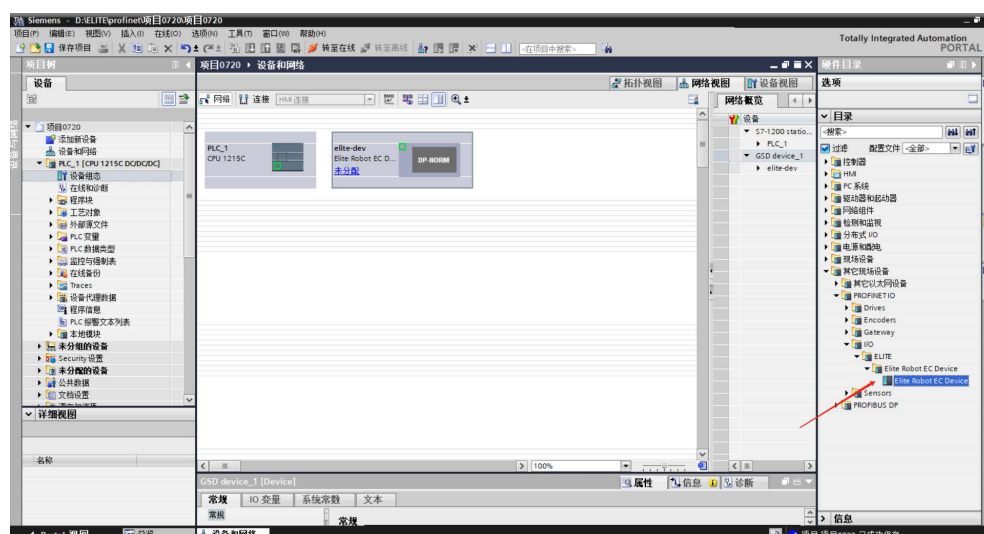 Siemens - D:\ELITE\profinet\项目0720\项目0720
项目(P) 编辑(E) 视图(V) 插入(I) 在线(O) 选项(N) 工具(T) 窗口(W) 帮助(H)
Totally Integrated Automation
PORTAL
保存项目 转至在线 转至离线 <在项目中搜索>
项目树
项目0720 › 设备和网络
硬件目录
设备
拓扑视图 网络视图 设备视图
选项
网络 连接 HMI 连接
网络概览
项目0720
添加新设备
设备和网络
PLC_1 [CPU 1215C DC/DC/DC]
设备组态
在线和诊断
程序块
工艺对象
外部源文件
PLC 变量
PLC 数据类型
监控与强制表
在线备份
Traces
设备代理数据
程序信息
PLC 报警文本列表
本地模块
未分组的设备
Security 设置
未分配的设备
公共数据
文档设置
详细视图
名称
PLC_1
CPU 1215C
elite-dev
Elite Robot EC D...
未分配
DP-NORM
设备
S7-1200 statio...
PLC_1
GSD device_1
elite-dev
100%
GSD device_1 [Device]
属性 信息 诊断
常规 IO 变量 系统常数 文本
常规
常规
目录
<搜索>
过滤 配置文件 <全部>
控制器
HMI
PC 系统
驱动器和起动器
网络组件
检测和监视
分布式 I/O
电源和配电
现场设备
其它现场设备
其它以太网设备
PROFINET IO
Drives
Encoders
Gateway
I/O
ELITE
Elite Robot EC Device
Elite Robot EC Device
Sensors
PROFIBUS DP
信息